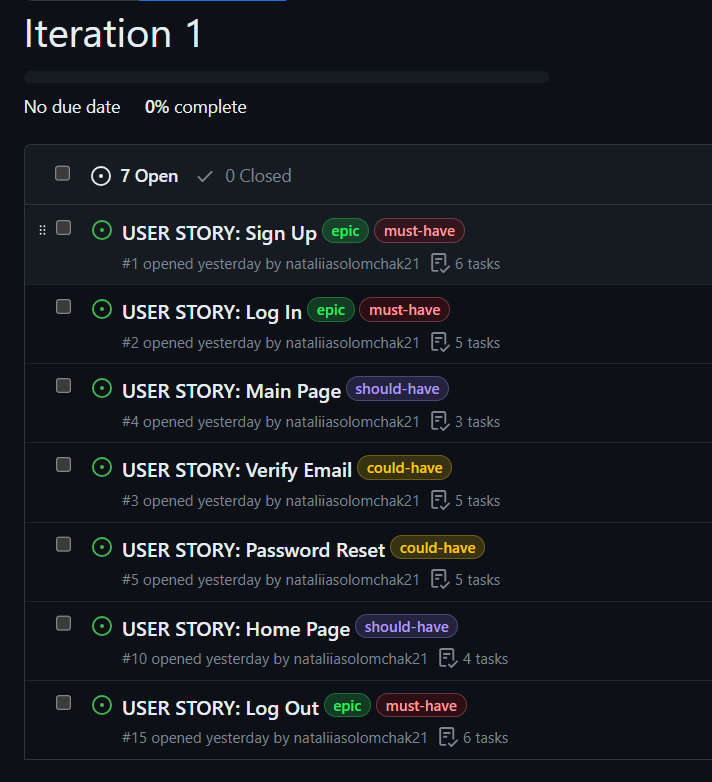 Iteration 1
No due date 0% complete
7 Open 0 Closed
USER STORY: Sign Up epic must-have
#1 opened yesterday by nataliiasolomchak21 6 tasks
USER STORY: Log In epic must-have
#2 opened yesterday by nataliiasolomchak21 5 tasks
USER STORY: Main Page should-have
#4 opened yesterday by nataliiasolomchak21 3 tasks
USER STORY: Verify Email could-have
#3 opened yesterday by nataliiasolomchak21 5 tasks
USER STORY: Password Reset could-have
#5 opened yesterday by nataliiasolomchak21 5 tasks
USER STORY: Home Page should-have
#10 opened yesterday by nataliiasolomchak21 4 tasks
USER STORY: Log Out epic must-have
#15 opened yesterday by nataliiasolomchak21 6 tasks